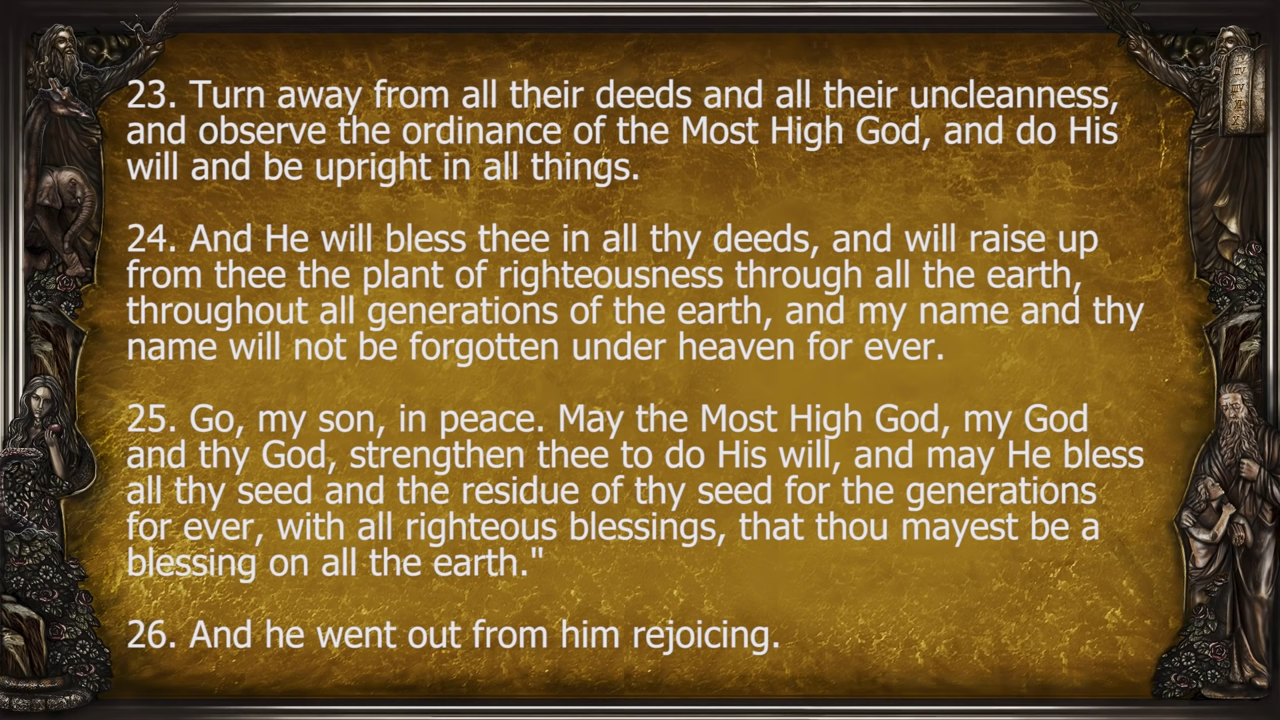 23. Turn away from all their deeds and all their uncleanness,
and observe the ordinance of the Most High God, and do His
will and be upright in all things.
24. And He will bless thee in all thy deeds, and will raise up
from thee the plant of righteousness through all the earth,
throughout all generations of the earth, and my name and thy
name will not be forgotten under heaven for ever.
25. Go, my son, in peace. May the Most High God, my God
and thy God, strengthen thee to do His will, and may He bless
all thy seed and the residue of thy seed for the generations
for ever, with all righteous blessings, that thou mayest be a
blessing on all the earth."
26. And he went out from him rejoicing.